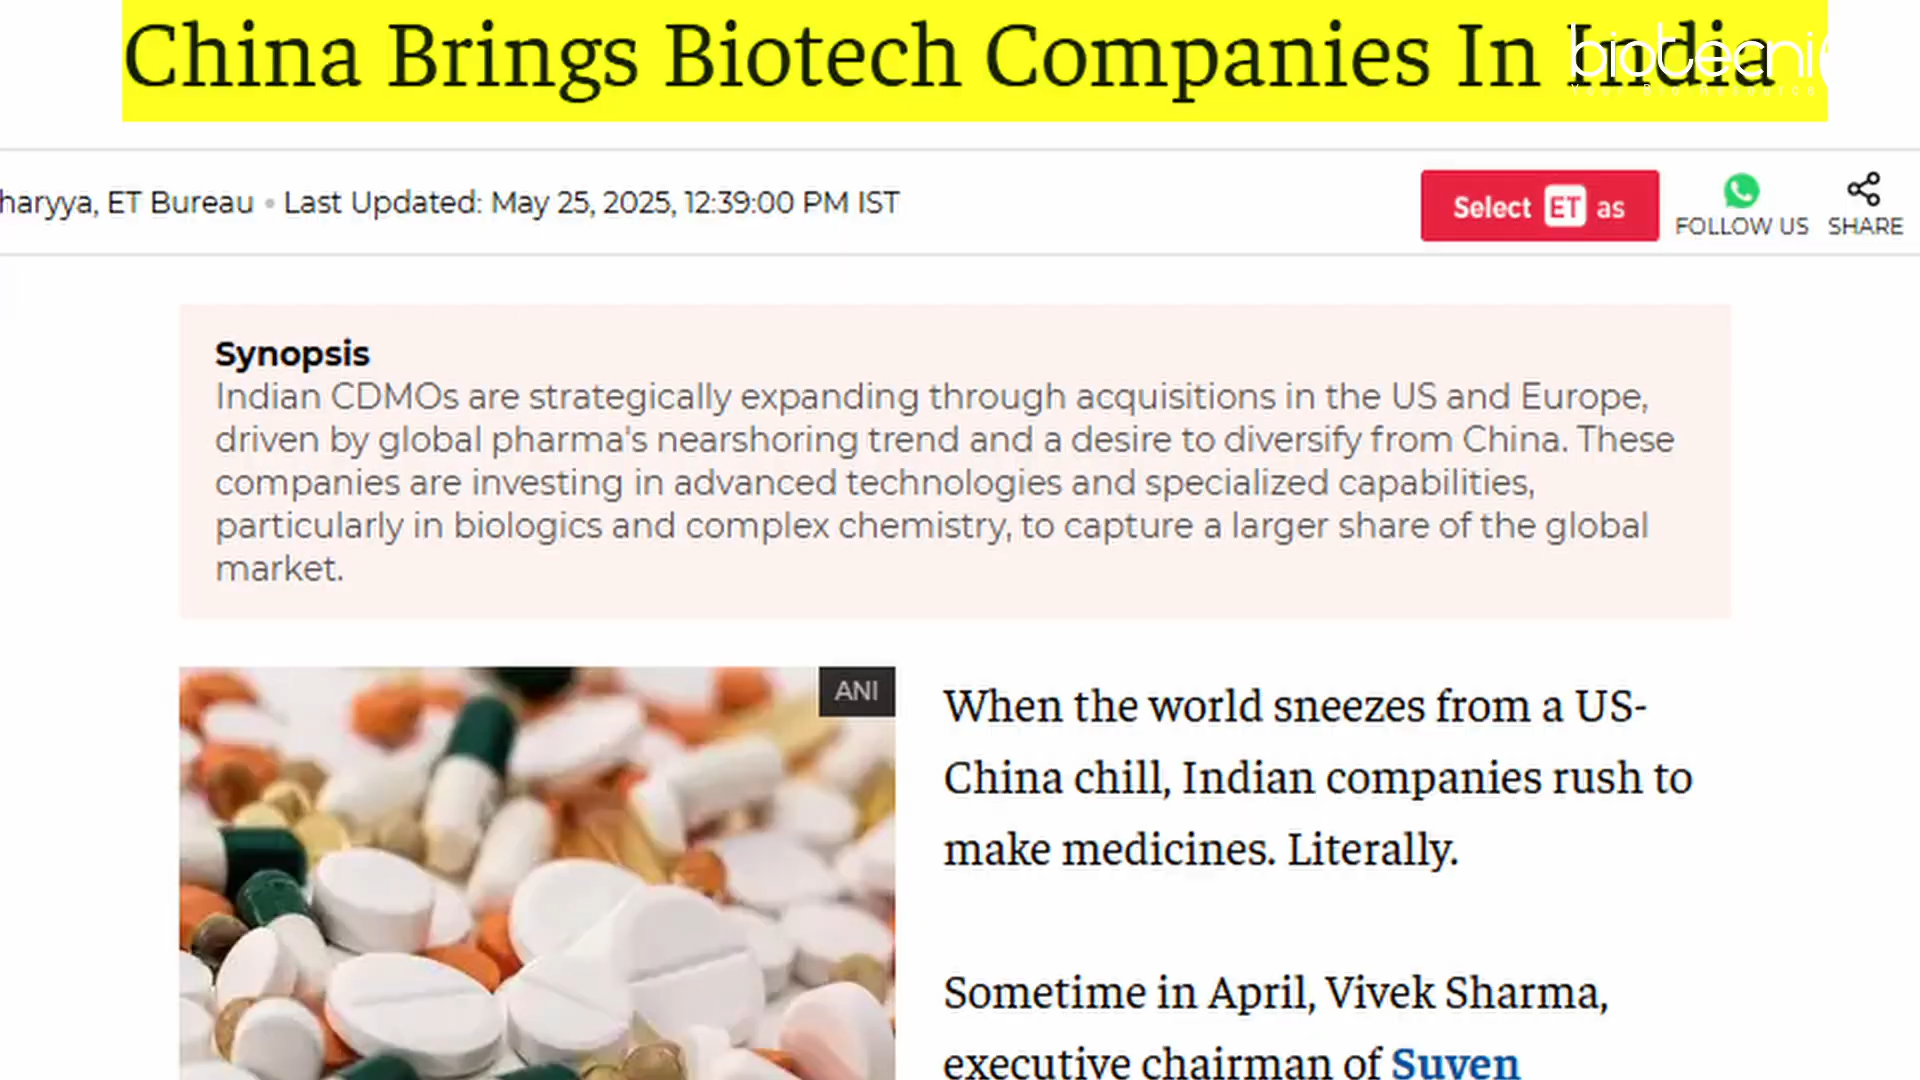 China Brings Biotech Companies In India
biotecni
Your Bio Resource
haryya, ET Bureau • Last Updated: May 25, 2025, 12:39:00 PM IST
Select ET as
FOLLOW US
SHARE
Synopsis
Indian CDMOs are strategically expanding through acquisitions in the US and Europe,
driven by global pharma's nearshoring trend and a desire to diversify from China. These
companies are investing in advanced technologies and specialized capabilities,
particularly in biologics and complex chemistry, to capture a larger share of the global
market.
ANI
When the world sneezes from a US-
China chill, Indian companies rush to
make medicines. Literally.
Sometime in April, Vivek Sharma,
executive chairman of Suven